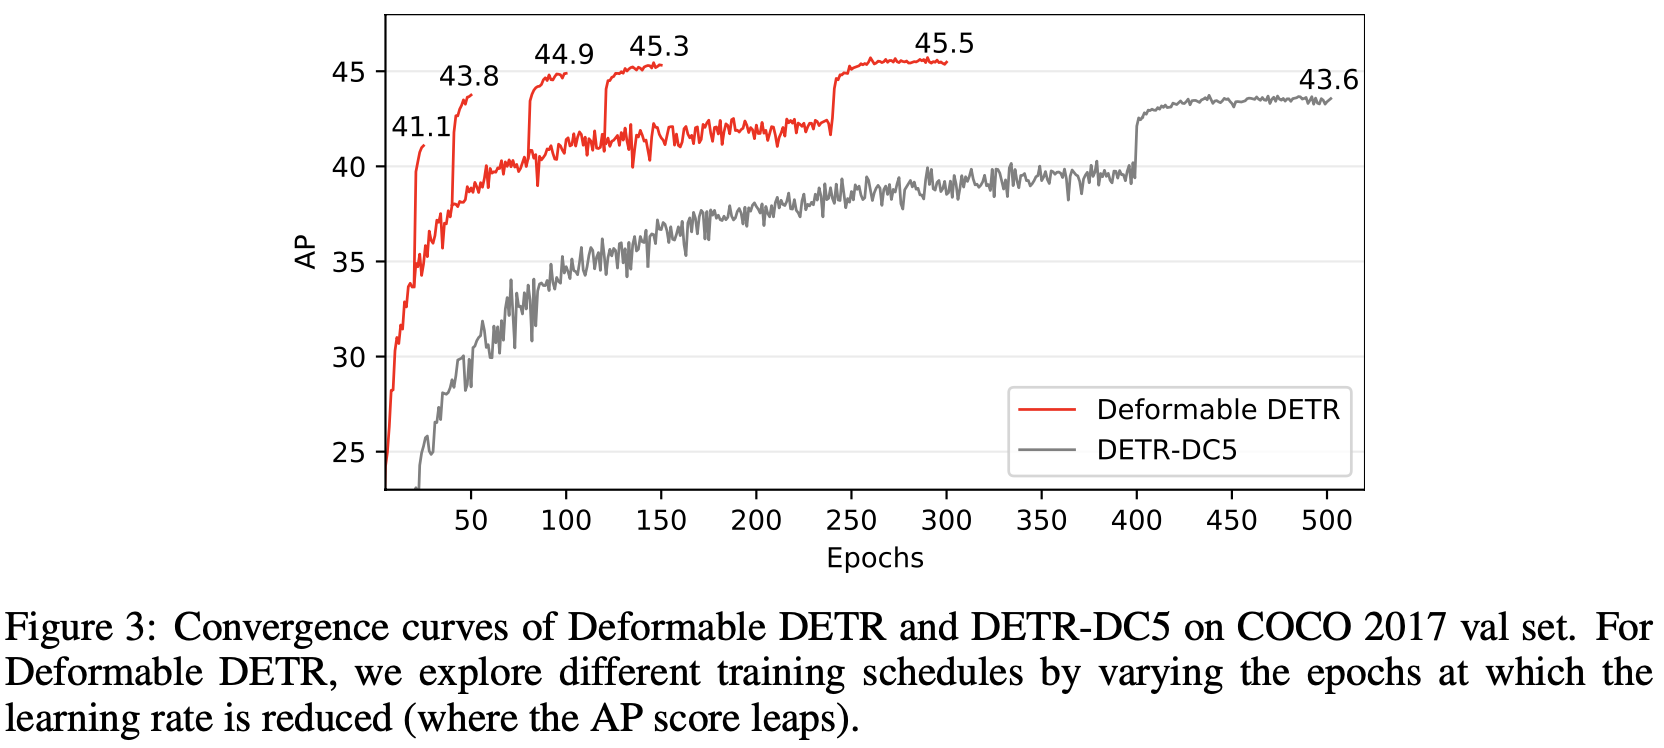 41.1
43.8
44.9
45.3
45.5
43.6
45
40
35
30
25
AP
50 100 150 200 250 300 350 400 450 500
Epochs
Deformable DETR
DETR-DC5
Figure 3: Convergence curves of Deformable DETR and DETR-DC5 on COCO 2017 val set. For
Deformable DETR, we explore different training schedules by varying the epochs at which the
learning rate is reduced (where the AP score leaps).